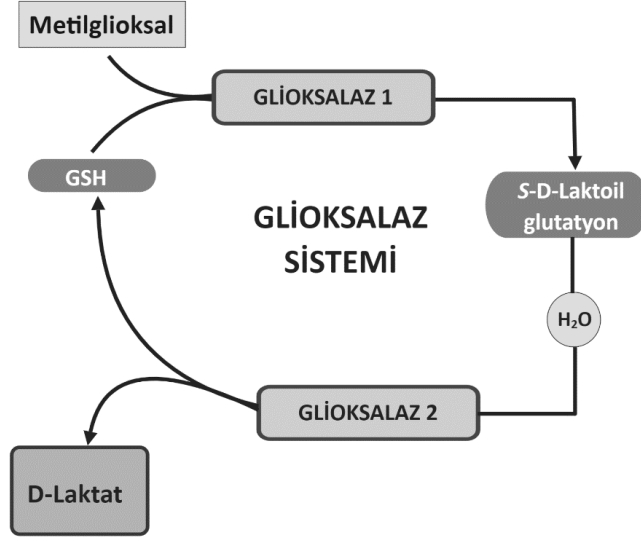 Metilglioksal
GLİOKSALAZ 1
GSH
S-D-Laktoil
glutatyon
GLİOKSALAZ
SİSTEMİ
H₂O
GLİOKSALAZ 2
D-Laktat